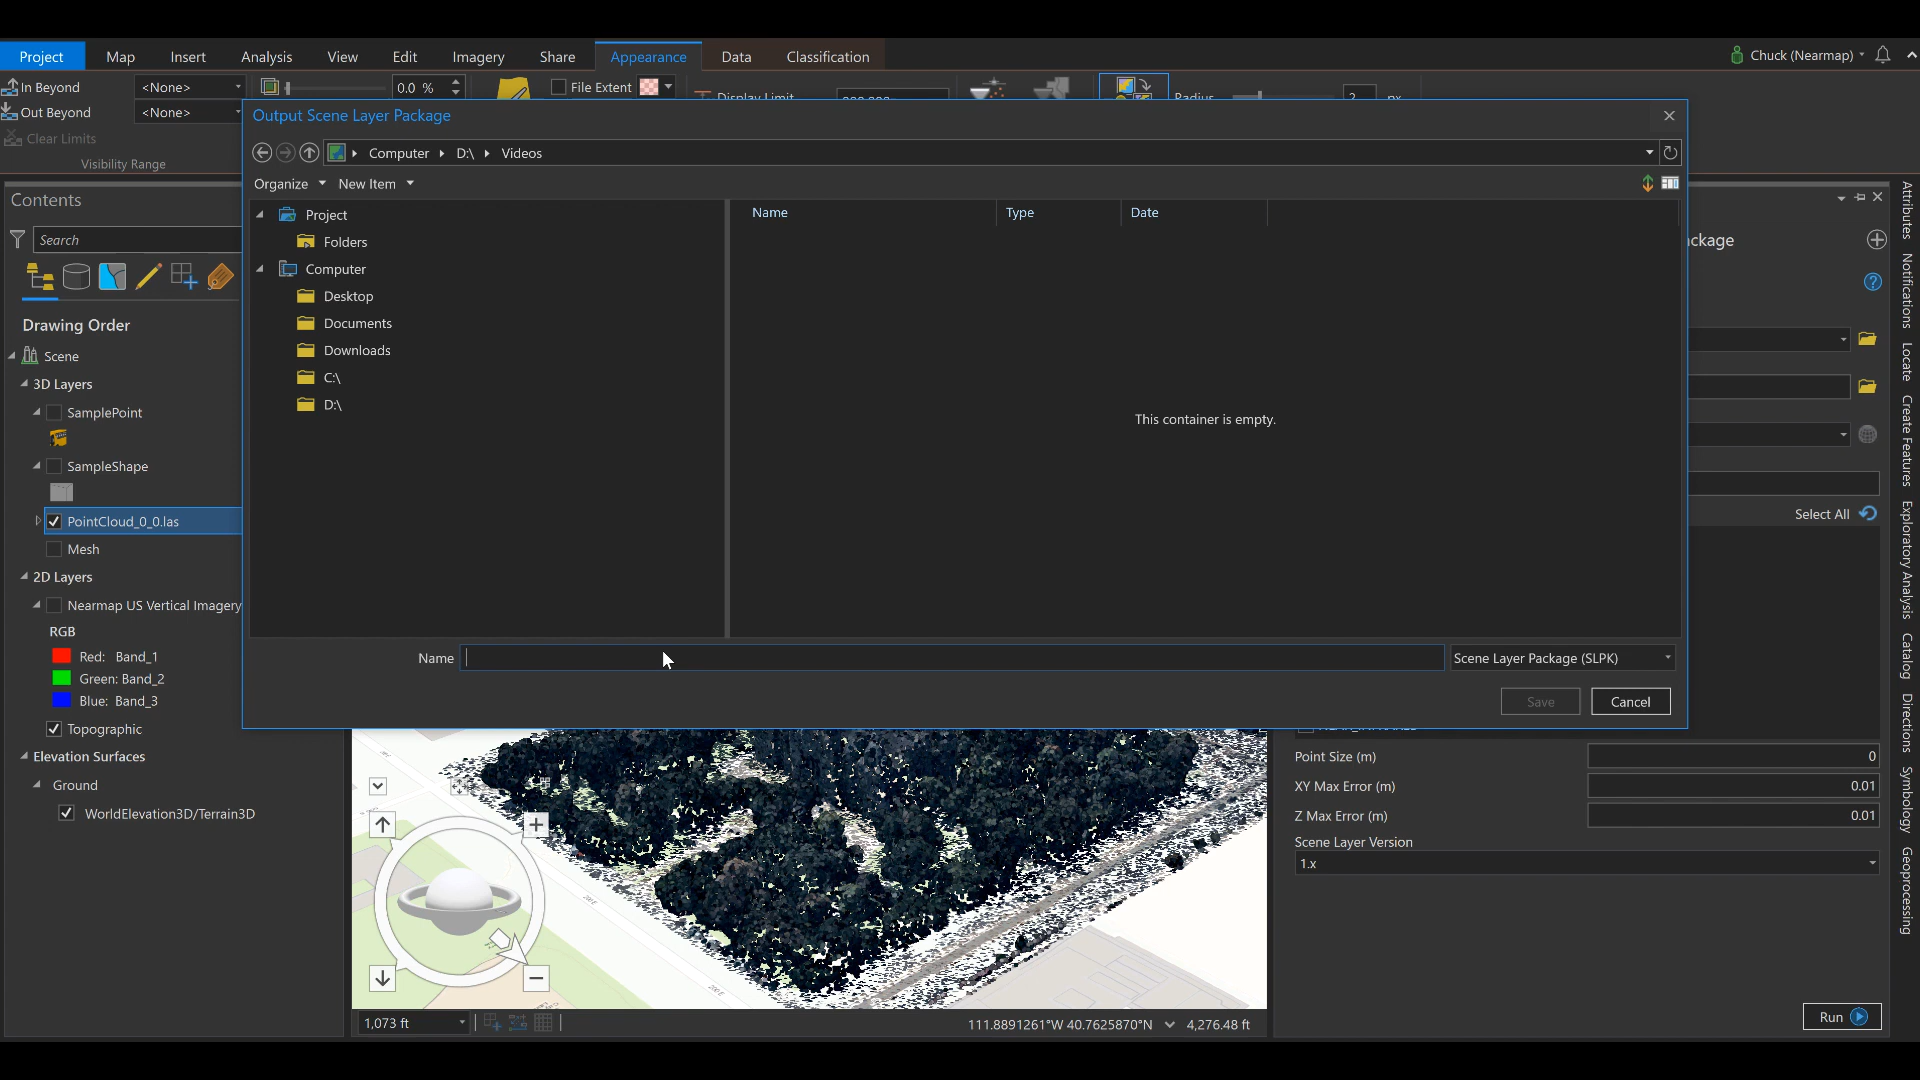 Project Map Insert Analysis View Edit Imagery Share Appearance Data Classification Chuck (Nearmap)
In Beyond <None> 0.0 % File Extent
Out Beyond <None> Display Limit Radius 2 px
Clear Limits
Visibility Range
Output Scene Layer Package
Computer D:\ Videos
Organize New Item
Project
Folders
Computer
Desktop
Documents
Downloads
C:\
D:\
Name Type Date
This container is empty.
Name Scene Layer Package (SLPK)
Save Cancel
Contents
Search
Drawing Order
Scene
3D Layers
SamplePoint
SampleShape
PointCloud_0_0.las
Mesh
2D Layers
Nearmap US Vertical Imagery
RGB
Red: Band_1
Green: Band_2
Blue: Band_3
Topographic
Elevation Surfaces
Ground
WorldElevation3D/Terrain3D
1,073 ft
111.8891261°W 40.7625870°N 4,276.48 ft
ckage
Select All
Point Size (m) 0
XY Max Error (m) 0.01
Z Max Error (m) 0.01
Scene Layer Version
1.x
Run
Attributes
Notifications
Locate
Create Features
Exploratory Analysis
Catalog
Directions
Symbology
Geoprocessing